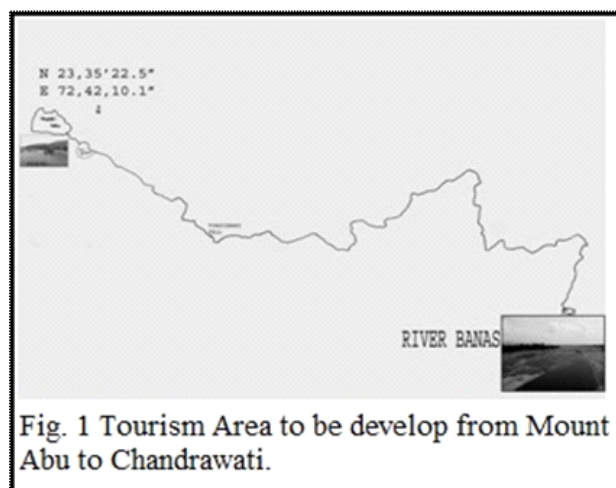 N 23,35'22.5"
E 72,42,10.1"
RIVER BANAS
Fig. 1 Tourism Area to be develop from Mount
Abu to Chandrawati.